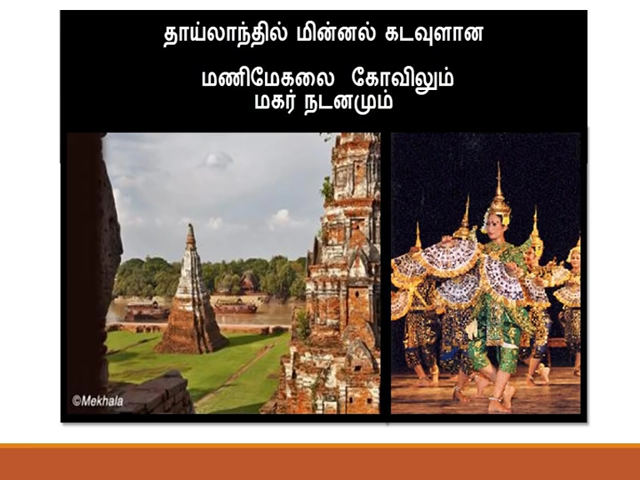 தாய்லாந்தில் மின்னல் கடவுளான
மணிமேகலை கோவிலும்
மகர் நடனமும்
©Mekhala